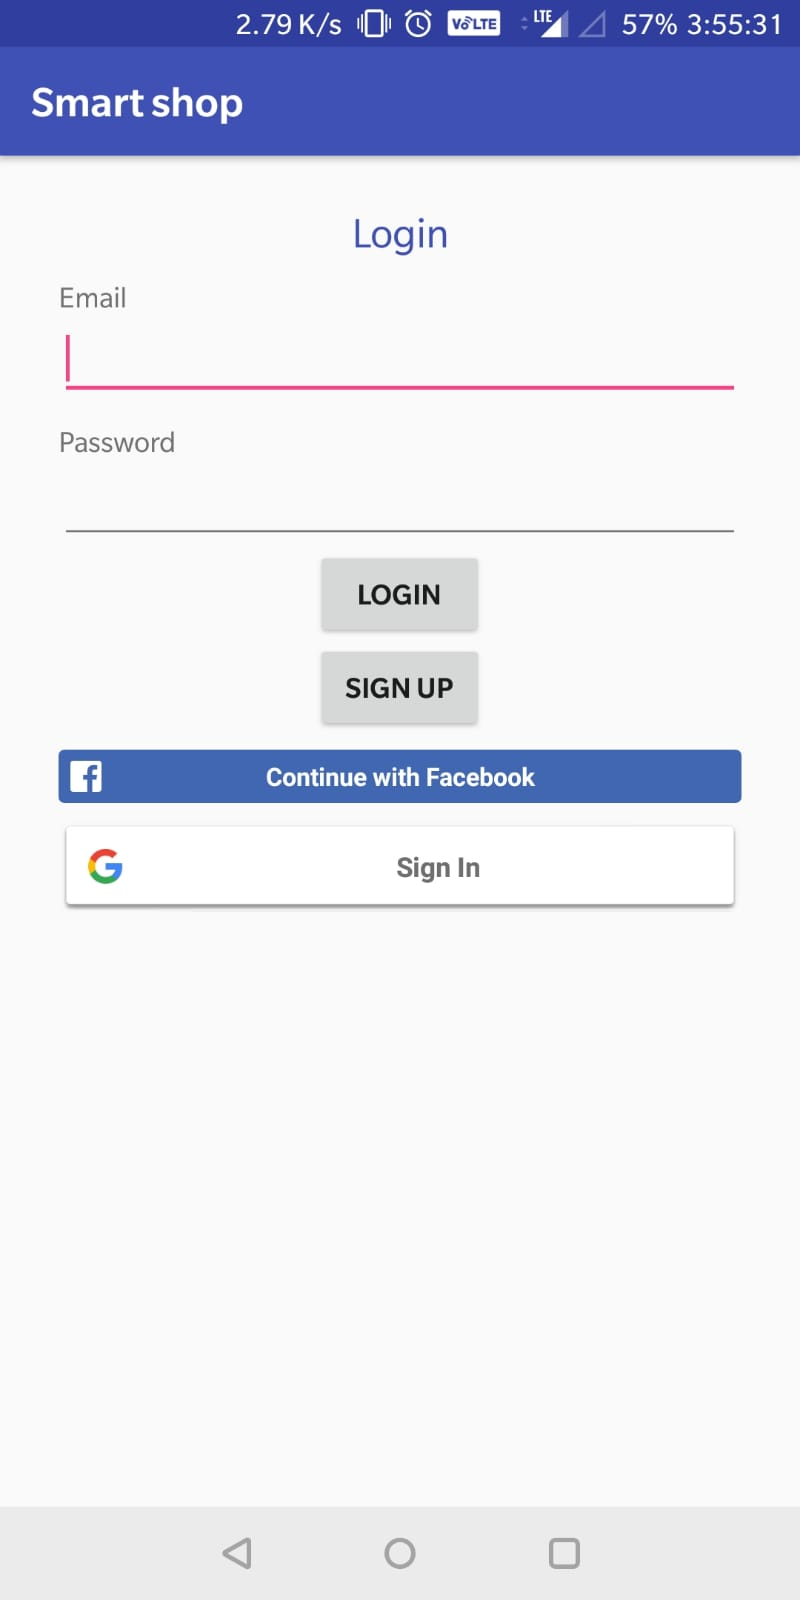 2.79 K/s VoLTE LTE 57% 3:55:31
Smart shop
Login
Email
Password
LOGIN
SIGN UP
Continue with Facebook
Sign In